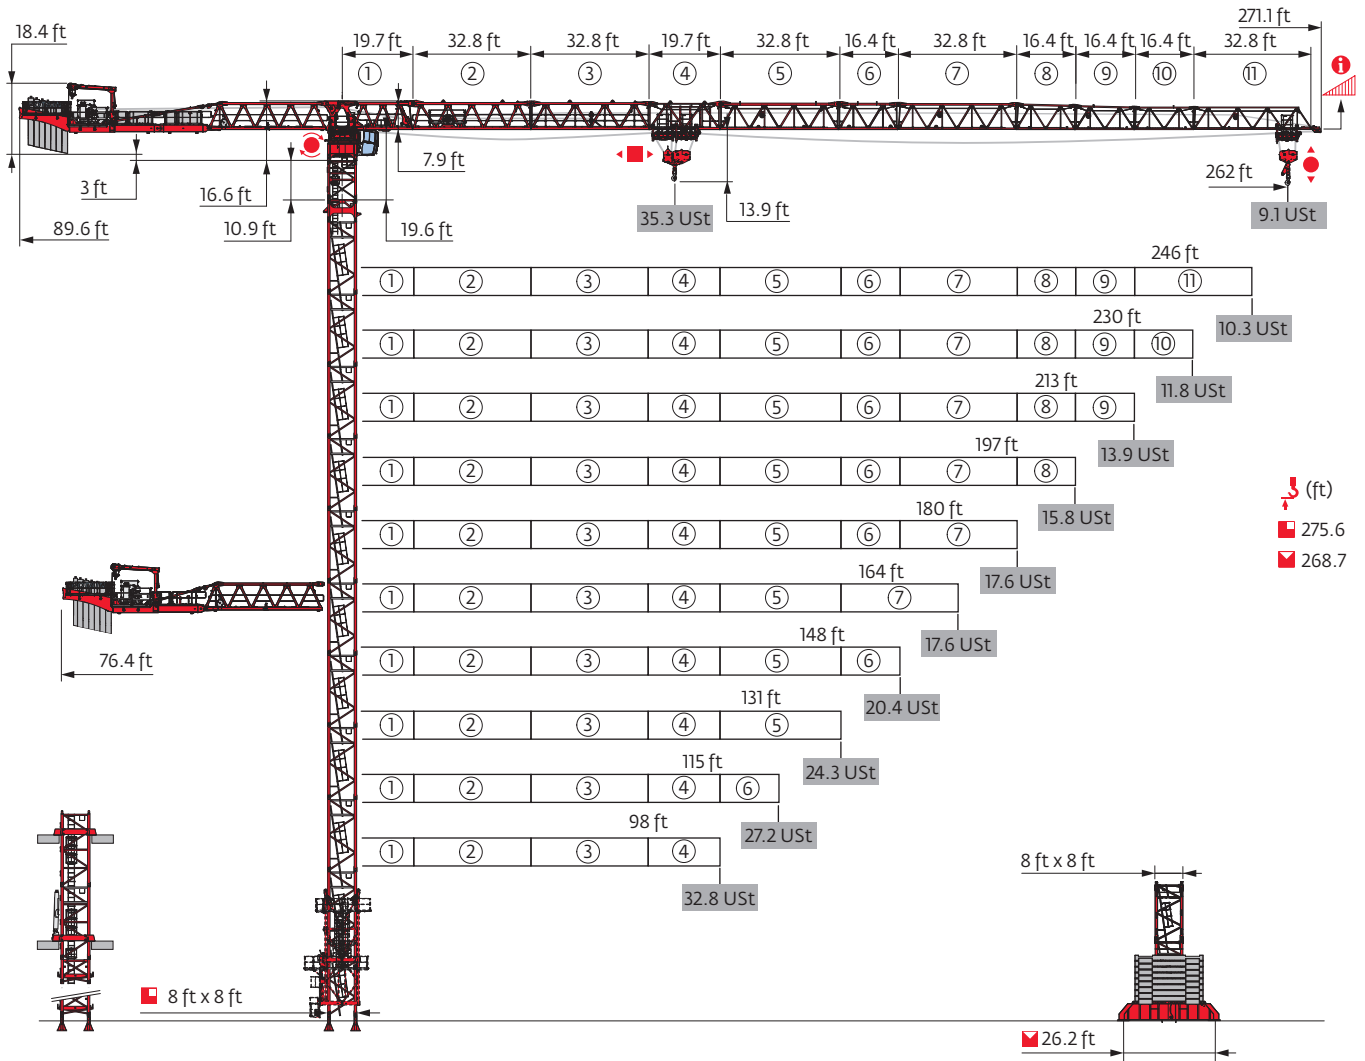 18.4 ft
271.1 ft
19.7 ft 32.8 ft 32.8 ft 19.7 ft 32.8 ft 16.4 ft 32.8 ft 16.4 ft 16.4 ft 16.4 ft 32.8 ft
1 2 3 4 5 6 7 8 9 10 11
i
7.9 ft
3 ft
16.6 ft
262 ft
35.3 USt
13.9 ft
9.1 USt
89.6 ft
10.9 ft
19.6 ft
246 ft
1 2 3 4 5 6 7 8 9 11
10.3 USt
230 ft
1 2 3 4 5 6 7 8 9 10
11.8 USt
213 ft
1 2 3 4 5 6 7 8 9
13.9 USt
197 ft
1 2 3 4 5 6 7 8
15.8 USt
(ft)
275.6
268.7
180 ft
1 2 3 4 5 6 7
17.6 USt
164 ft
1 2 3 4 5 7
17.6 USt
76.4 ft
148 ft
1 2 3 4 5 6
20.4 USt
131 ft
1 2 3 4 5
24.3 USt
115 ft
1 2 3 4 6
27.2 USt
98 ft
1 2 3 4
32.8 USt
8 ft x 8 ft
8 ft x 8 ft
26.2 ft